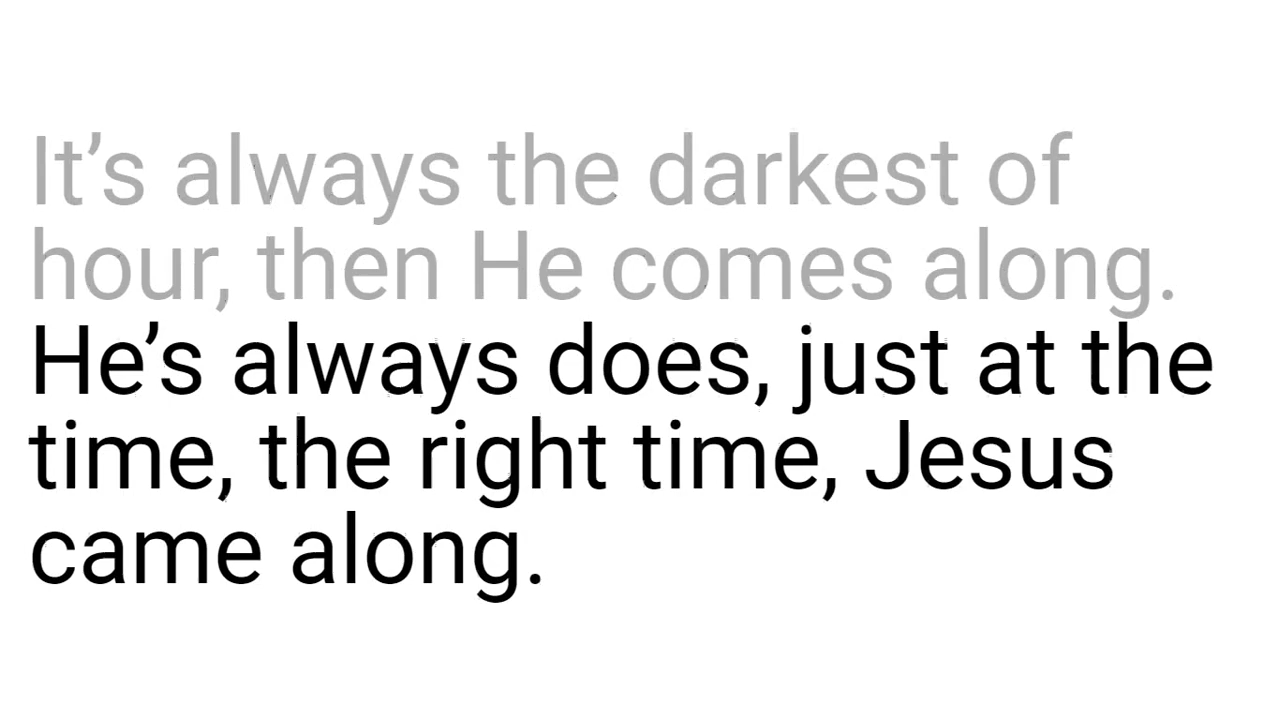 It’s always the darkest of
hour, then He comes along.
He’s always does, just at the
time, the right time, Jesus
came along.